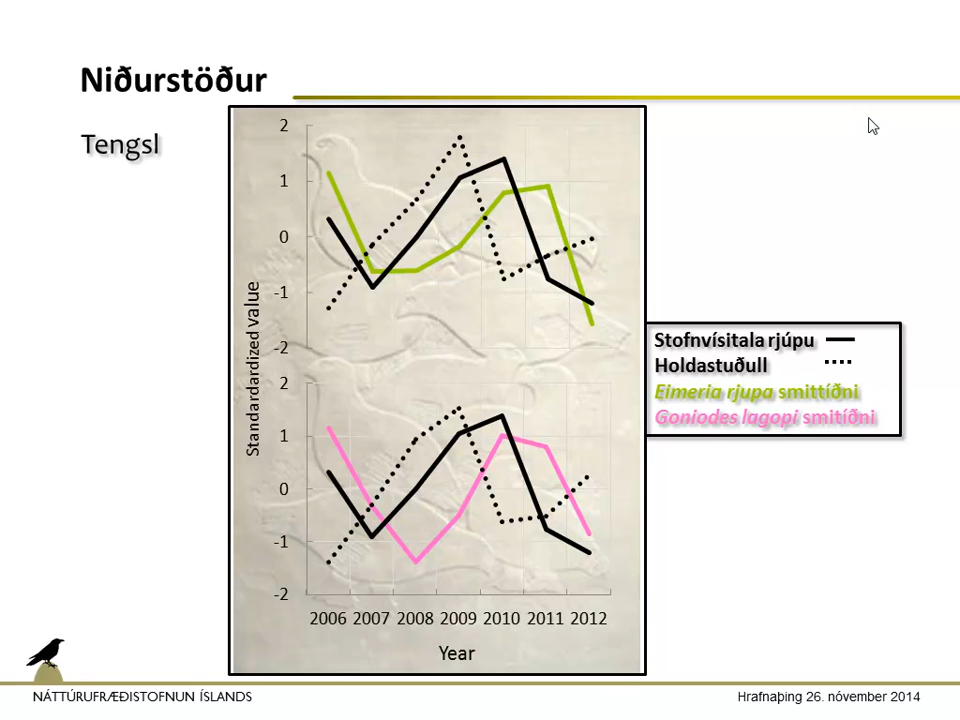 Niðurstöður
Tengsl
2
1
0
-1
-2
2
1
0
-1
-2
Standardardized value
2006 2007 2008 2009 2010 2011 2012
Year
Stofnvísitala rjúpu
Holdastuðull
Eimeria rjupa smittíðni
Goniodes lagopi smitíðni
NÁTTÚRUFRÆÐISTOFNUN ÍSLANDS
Hrafnaþing 26. nóvember 2014